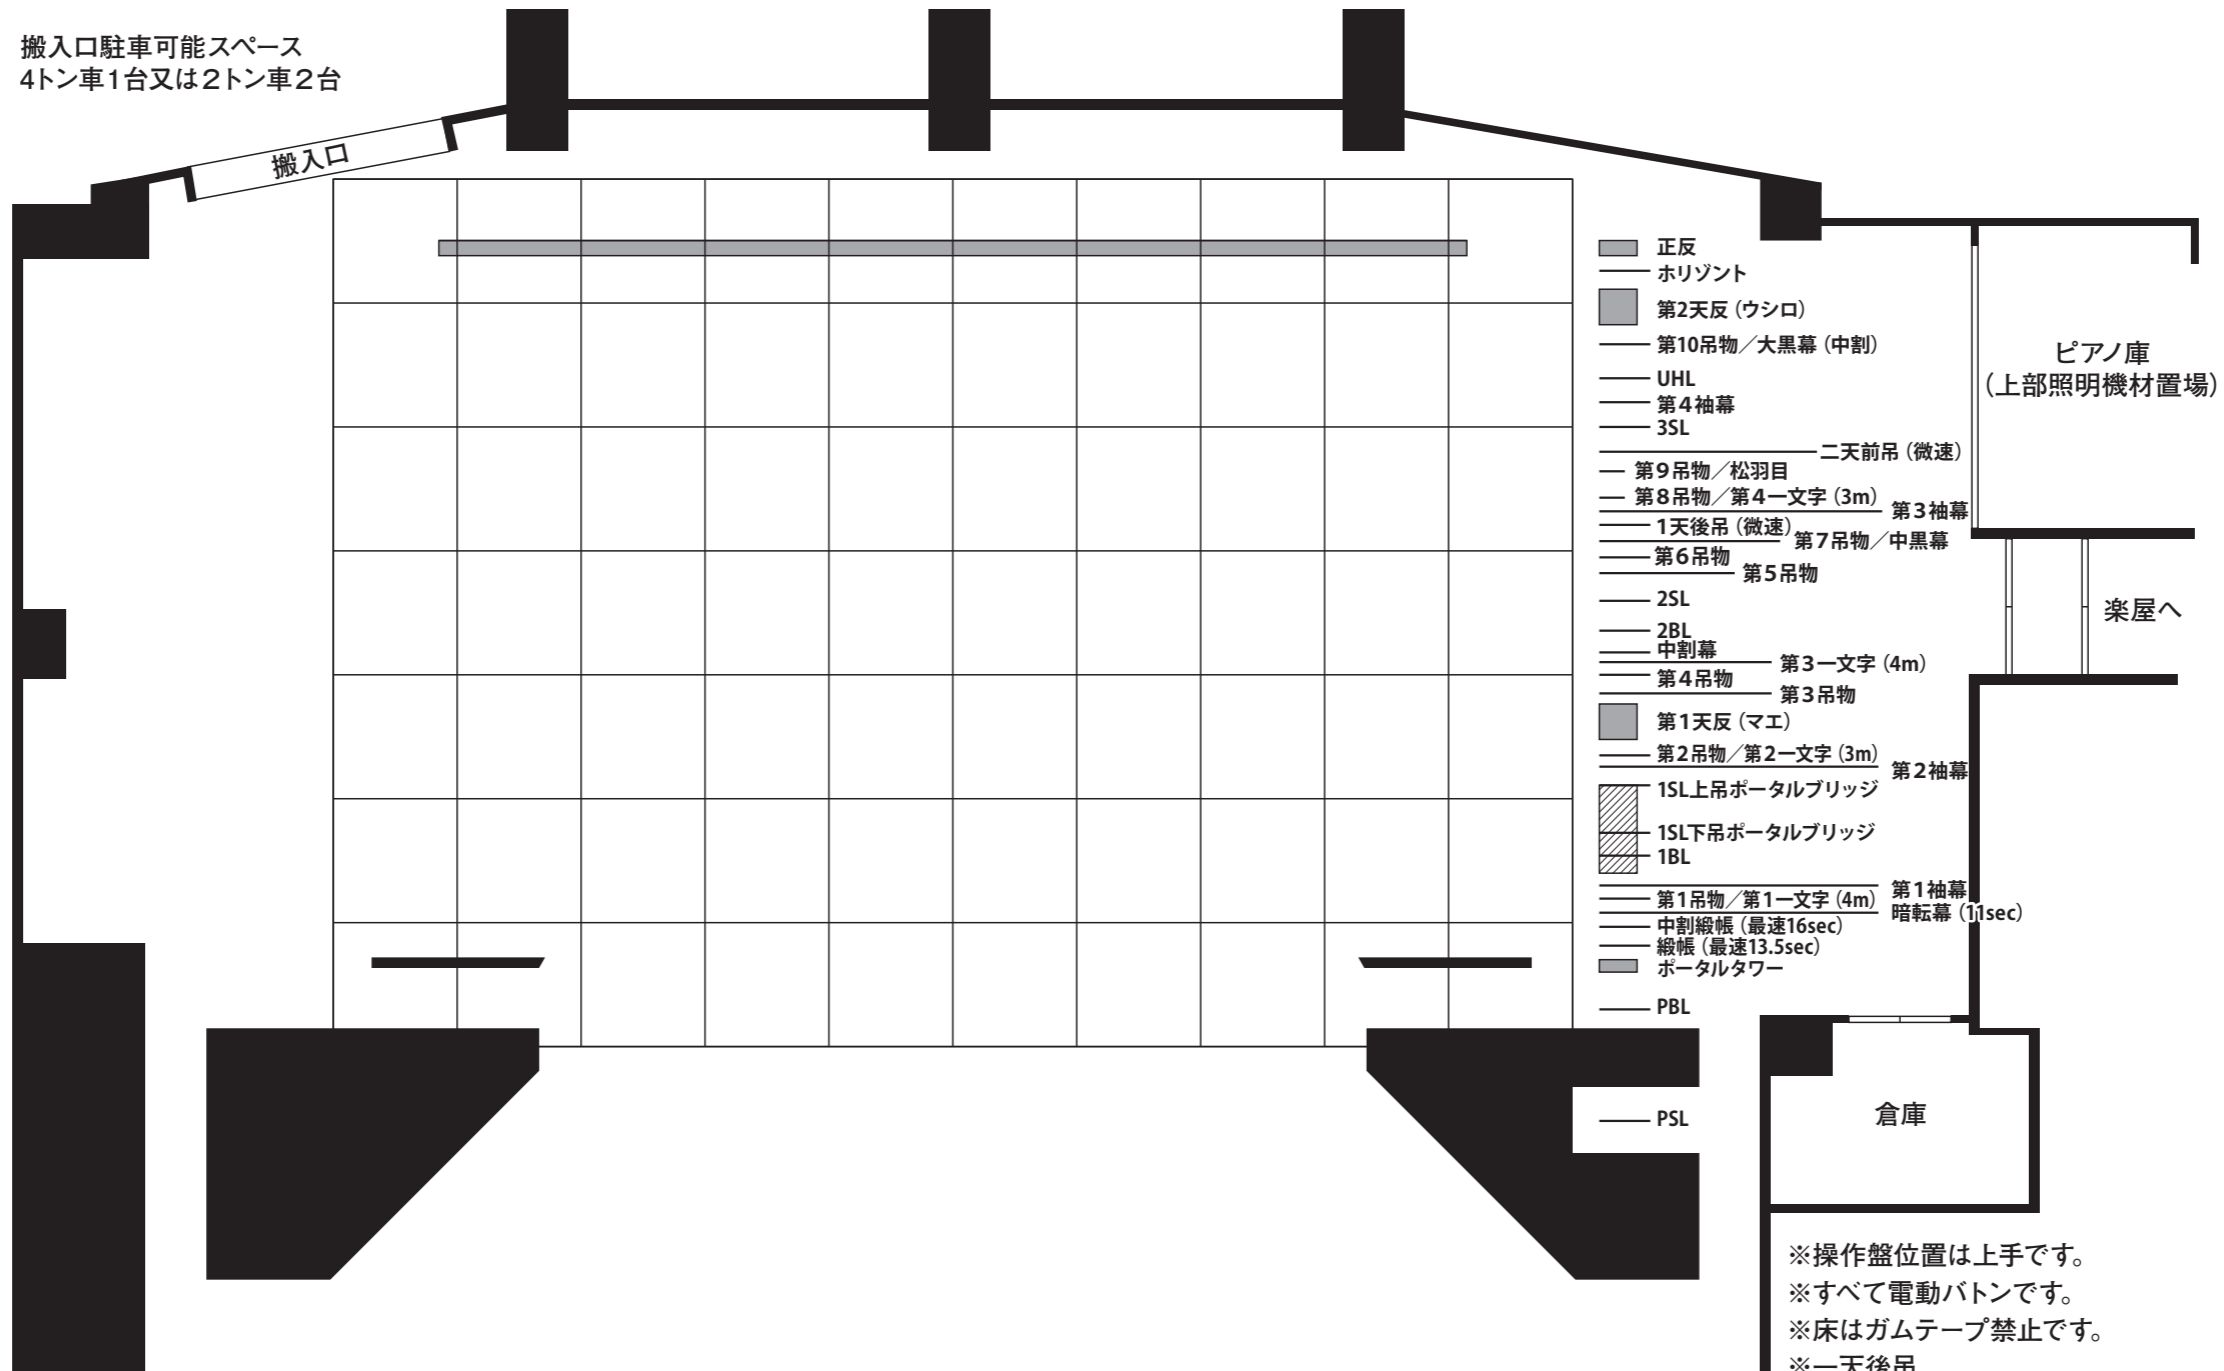 搬入口駐車可能スペース
4トン車1台又は2トン車2台
搬入口
正反
ホリゾント
第2天反（ウシロ）
第10吊物／大黒幕（中割）
UHL
第4袖幕
3SL
二天前吊（微速）
第9吊物／松羽目
第8吊物／第4一文字（3m）
第3袖幕
1天後吊（微速）
第7吊物／中黒幕
第6吊物
第5吊物
2SL
2BL
中割幕
第3一文字（4m）
第4吊物
第3吊物
第1天反（マエ）
第2吊物／第2一文字（3m）
第2袖幕
1SL上吊ポータルブリッジ
1SL下吊ポータルブリッジ
1BL
第1袖幕
第1吊物／第1一文字（4m）
暗転幕（11sec）
中割緞帳（最速16sec）
緞帳（最速13.5sec）
ポータルタワー
PBL
PSL
ピアノ庫
（上部照明機材置場）
楽屋へ
倉庫
※操作盤位置は上手です。
※すべて電動バトンです。
※床はガムテープ禁止です。
※一天後吊